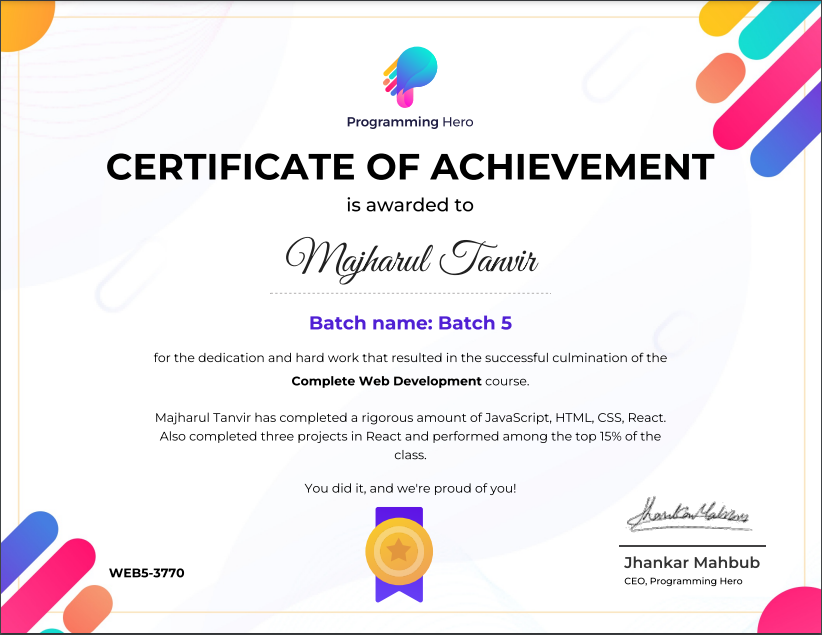 Programming Hero
CERTIFICATE OF ACHIEVEMENT
is awarded to
Majharul Tanvir
Batch name: Batch 5
for the dedication and hard work that resulted in the successful culmination of the
Complete Web Development course.
Majharul Tanvir has completed a rigorous amount of JavaScript, HTML, CSS, React.
Also completed three projects in React and performed among the top 15% of the
class.
You did it, and we're proud of you!
Jhankar Mahbub
Jhankar Mahbub
CEO, Programming Hero
WEB5-3770